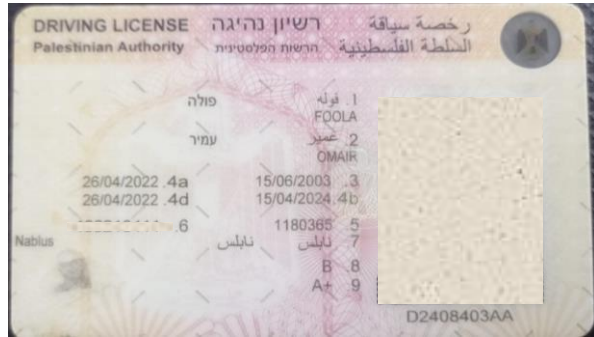 DRIVING LICENSE רשיון נהיגה رخصة سياقة
Palestinian Authority הרשות הפלסטינית السلطة الفلسطينية
1. فوله פולה
FOOLA
2. عمير עמיר
OMAIR
3. 15/06/2003 4a. 26/04/2022
4b. 15/04/2024 4d. 26/04/2022
5. 1180365 6.
7. نابلس نابلس Nablus
8. B
9. A+
D2408403AA